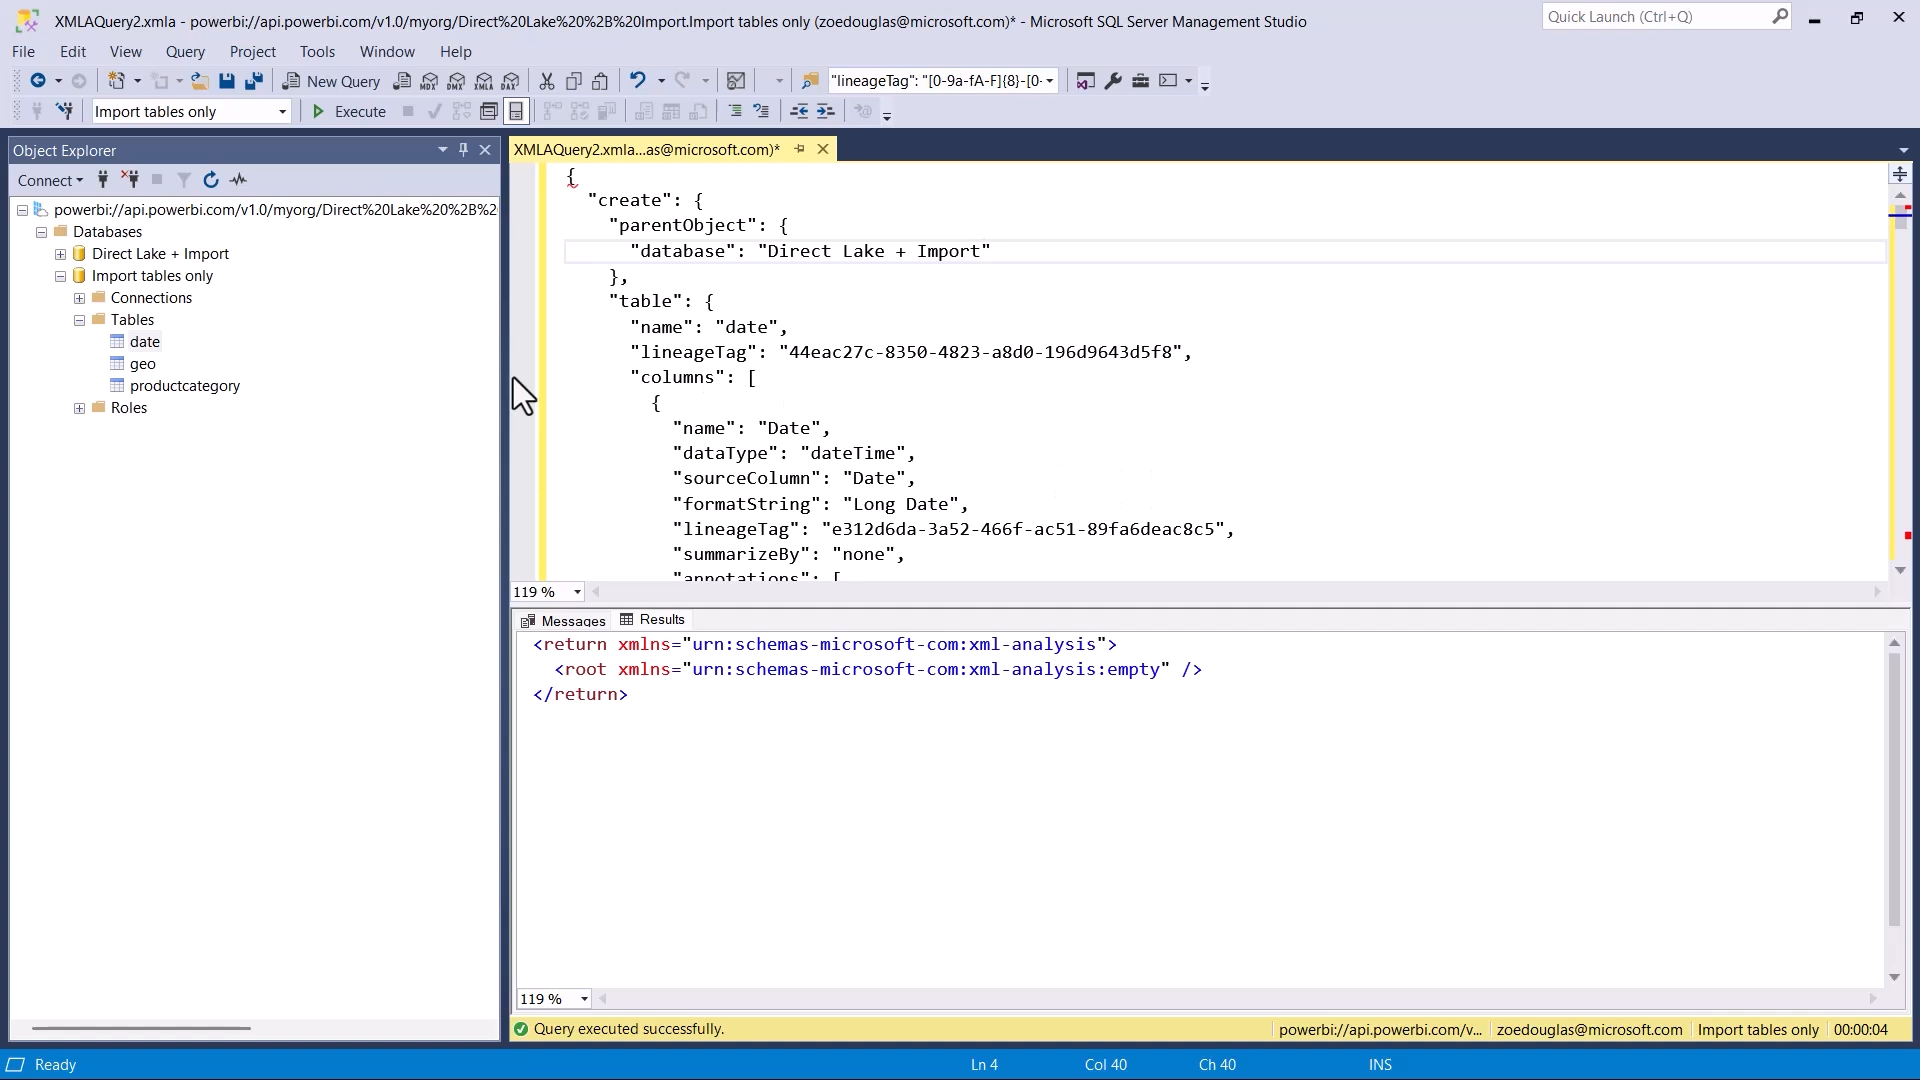 XMLAQuery2.xmla - powerbi://api.powerbi.com/v1.0/myorg/Direct%20Lake%20%2B%20Import.Import tables only (zoedouglas@microsoft.com)* - Microsoft SQL Server Management Studio
Quick Launch (Ctrl+Q)
File Edit View Query Project Tools Window Help
New Query MDX DMX XMLA DAX "lineageTag": "[0-9a-fA-F]{8}-[0-
Import tables only Execute
Object Explorer
XMLAQuery2.xmla...as@microsoft.com)*
Connect
powerbi://api.powerbi.com/v1.0/myorg/Direct%20Lake%20%2B%2
Databases
Direct Lake + Import
Import tables only
Connections
Tables
date
geo
productcategory
Roles
{
"create": {
"parentObject": {
"database": "Direct Lake + Import"
},
"table": {
"name": "date",
"lineageTag": "44eac27c-8350-4823-a8d0-196d9643d5f8",
"columns": [
{
"name": "Date",
"dataType": "dateTime",
"sourceColumn": "Date",
"formatString": "Long Date",
"lineageTag": "e312d6da-3a52-466f-ac51-89fa6deac8c5",
"summarizeBy": "none",
"annotations": [
119 %
Messages Results
<return xmlns="urn:schemas-microsoft-com:xml-analysis">
<root xmlns="urn:schemas-microsoft-com:xml-analysis:empty" />
</return>
119 %
Query executed successfully. powerbi://api.powerbi.com/v... zoedouglas@microsoft.com Import tables only 00:00:04
Ready Ln 4 Col 40 Ch 40 INS